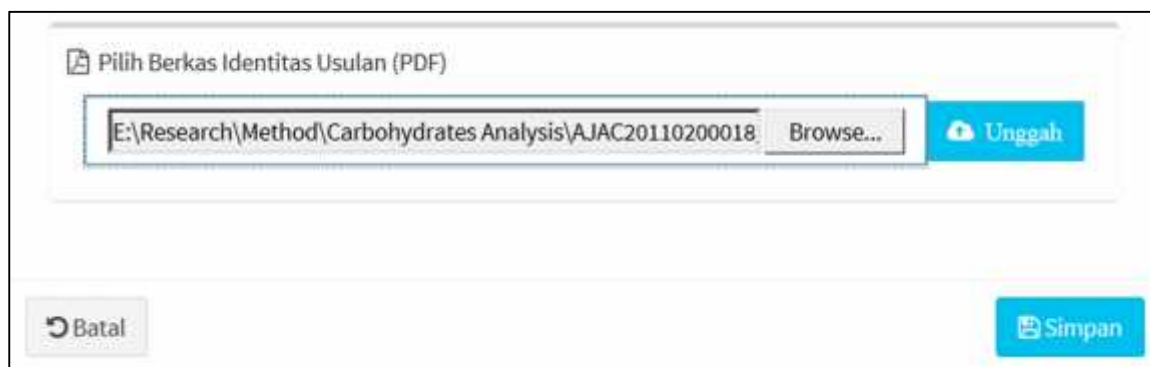 Pilih Berkas Identitas Usulan (PDF)
E:\Research\Method\Carbohydrates Analysis\AJAC20110200018 Browse... Unggah
Batal Simpan